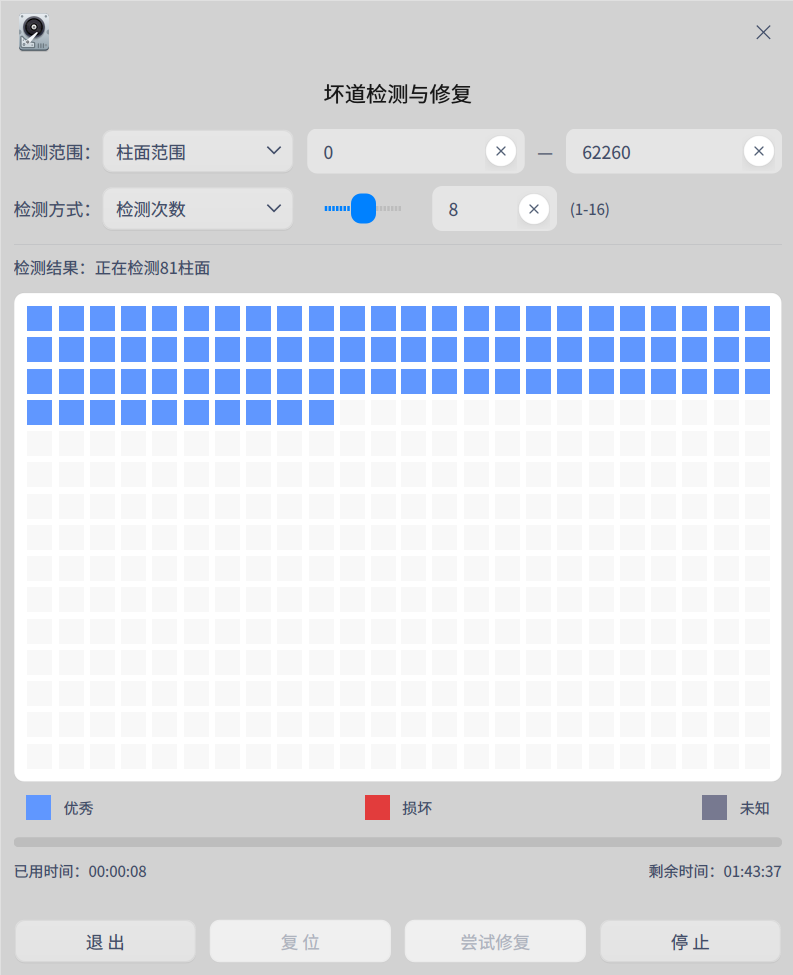 坏道检测与修复
检测范围： 柱面范围 0 — 62260
检测方式： 检测次数 8 (1-16)
检测结果：正在检测81柱面
优秀 损坏 未知
已用时间：00:00:08 剩余时间：01:43:37
退 出 复 位 尝试修复 停 止